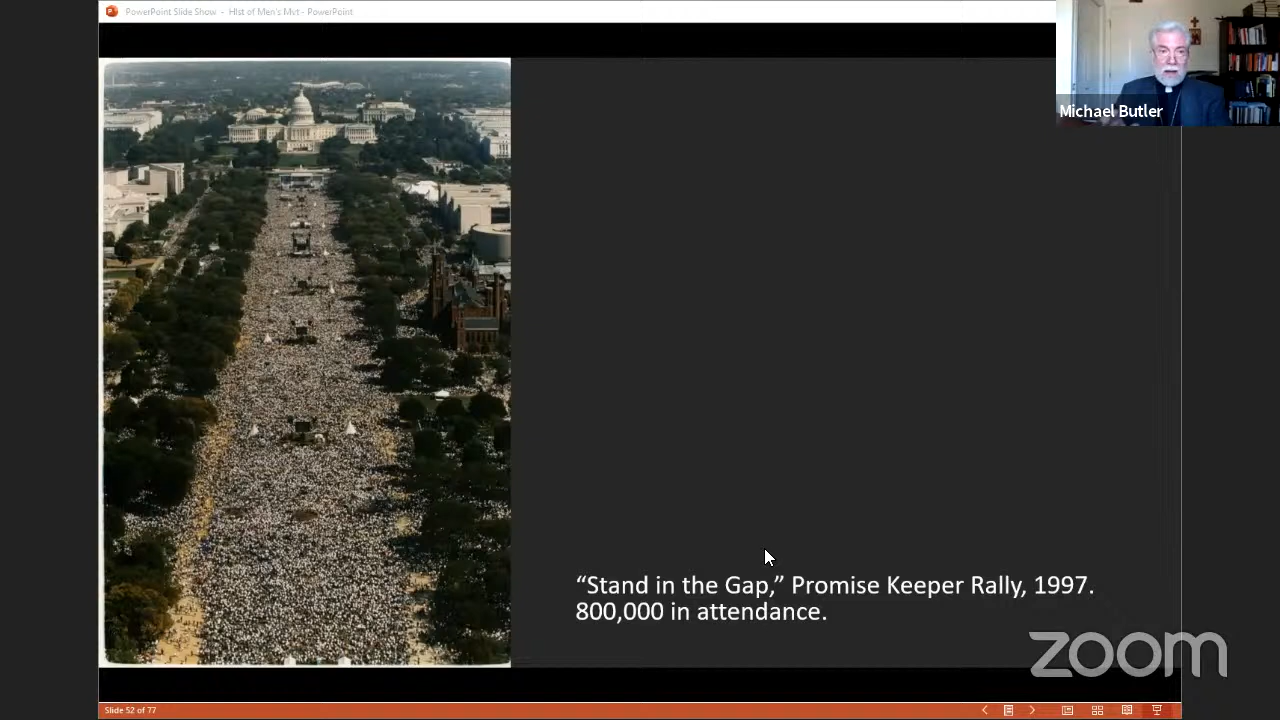 PowerPoint Slide Show - Hist of Men's Mvt - PowerPoint
Michael Butler
“Stand in the Gap,” Promise Keeper Rally, 1997.
800,000 in attendance.
zoom
Slide 52 of 77